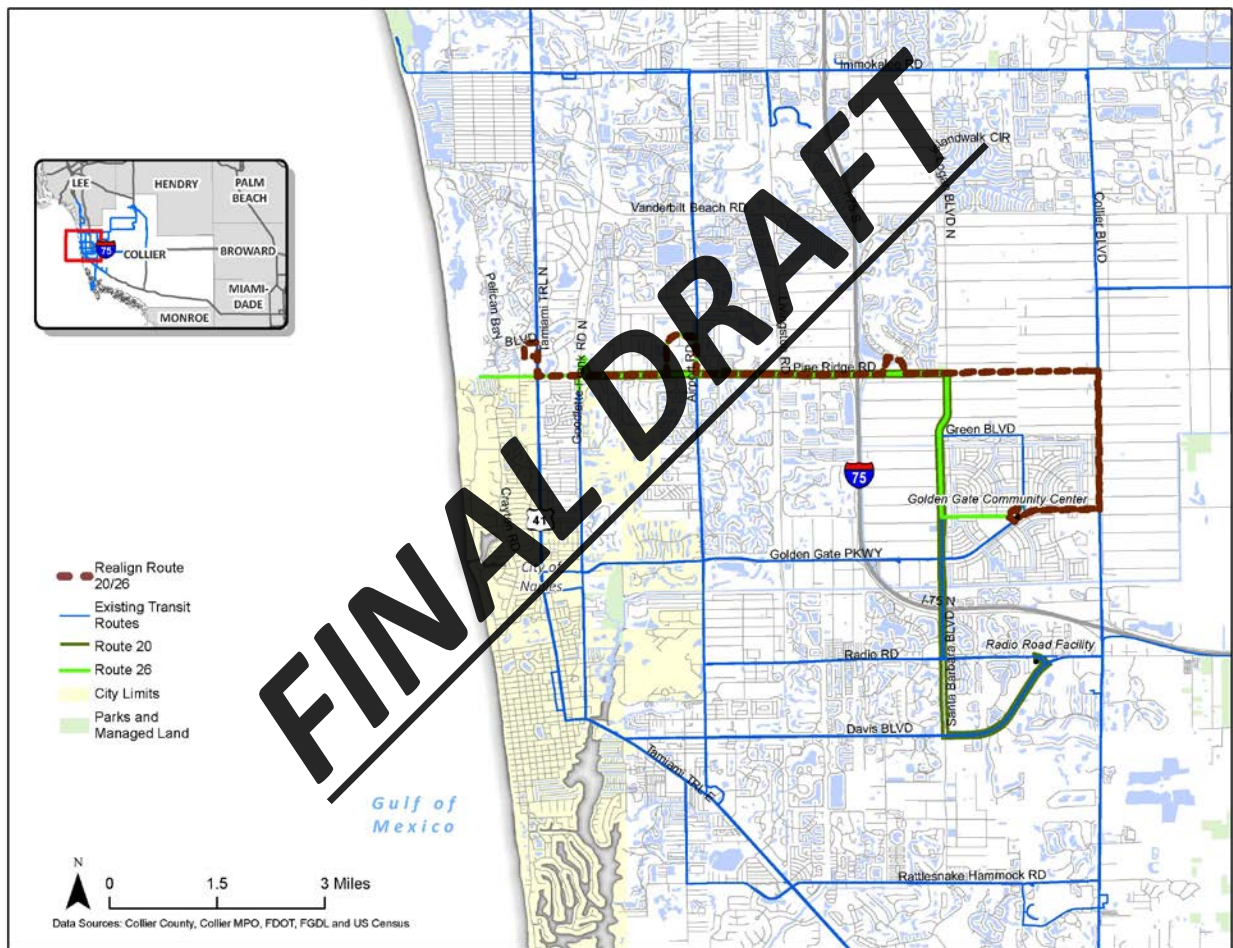 Immokalee RD
Vanderbilt Beach RD
Collier BLVD
LEE
HENDRY
PALM
BEACH
75
COLLIER
BROWARD
MIAMI-
DADE
MONROE
Pelican Bay
BLVD
Tamiami TRL N
Goodlette Frank RD N
Airport RD
Livingston RD
Pine Ridge RD
Green BLVD
75
Golden Gate Community Center
Crayton RD
41
City of
Naples
Golden Gate PKWY
I-75 N
Santa Barbara BLVD
Radio Road Facility
Radio RD
Davis BLVD
Tamiami TRL E
Rattlesnake Hammock RD
Realign Route
20/26
Existing Transit
Routes
Route 20
Route 26
City Limits
Parks and
Managed Land
Gulf of
Mexico
N
0 1.5 3 Miles
Data Sources: Collier County, Collier MPO, FDOT, FGDL and US Census
FINAL DRAFT